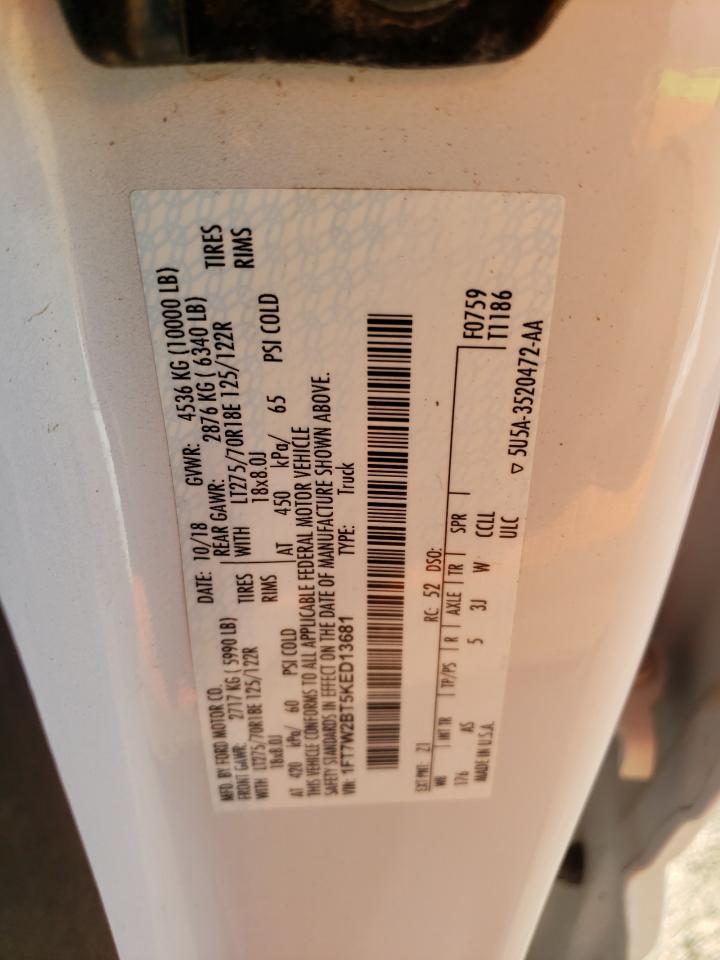 MFD. BY FORD MOTOR CO. DATE: 10/18 GVWR: 4536 KG (10000 LB)
FRONT GAWR: 2717 KG ( 5990 LB) REAR GAWR: 2876 KG ( 6340 LB)
WITH LT275/70R18E 125/122R TIRES WITH LT275/70R18E 125/122R TIRES
18x8.0J RIMS 18x8.0J RIMS
AT 420 kPa/ 60 PSI COLD AT 450 kPa/ 65 PSI COLD
THIS VEHICLE CONFORMS TO ALL APPLICABLE FEDERAL MOTOR VEHICLE
SAFETY STANDARDS IN EFFECT ON THE DATE OF MANUFACTURE SHOWN ABOVE.
VIN: 1FT7W2BT5KED13681 TYPE: Truck
EXT PNT: Z1 RC: 52 DSO:
WB INT TR TP/PS R AXLE TR SPR F0759
176 AS 5 3J W CCLL T1186
MADE IN U.S.A. ULC ▽ 5U5A-3520472-AA